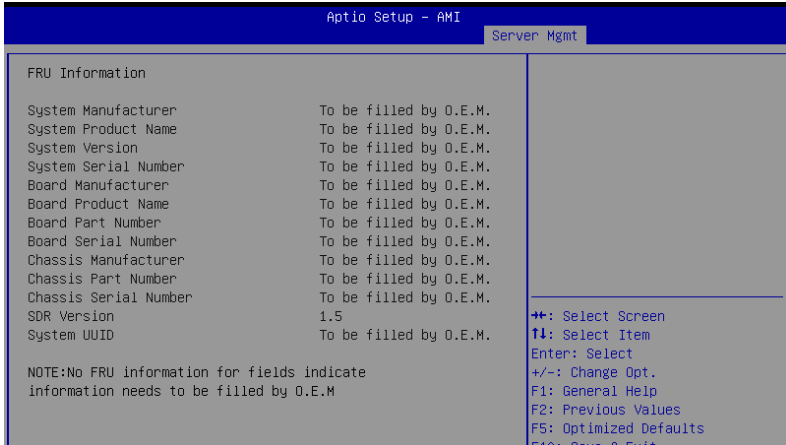 Aptio Setup – AMI
Server Mgmt
FRU Information
System Manufacturer To be filled by O.E.M.
System Product Name To be filled by O.E.M.
System Version To be filled by O.E.M.
System Serial Number To be filled by O.E.M.
Board Manufacturer To be filled by O.E.M.
Board Product Name To be filled by O.E.M.
Board Part Number To be filled by O.E.M.
Board Serial Number To be filled by O.E.M.
Chassis Manufacturer To be filled by O.E.M.
Chassis Part Number To be filled by O.E.M.
Chassis Serial Number To be filled by O.E.M.
SDR Version 1.5
System UUID To be filled by O.E.M.
NOTE:No FRU information for fields indicate
information needs to be filled by O.E.M
→←: Select Screen
↑↓: Select Item
Enter: Select
+/-: Change Opt.
F1: General Help
F2: Previous Values
F5: Optimized Defaults